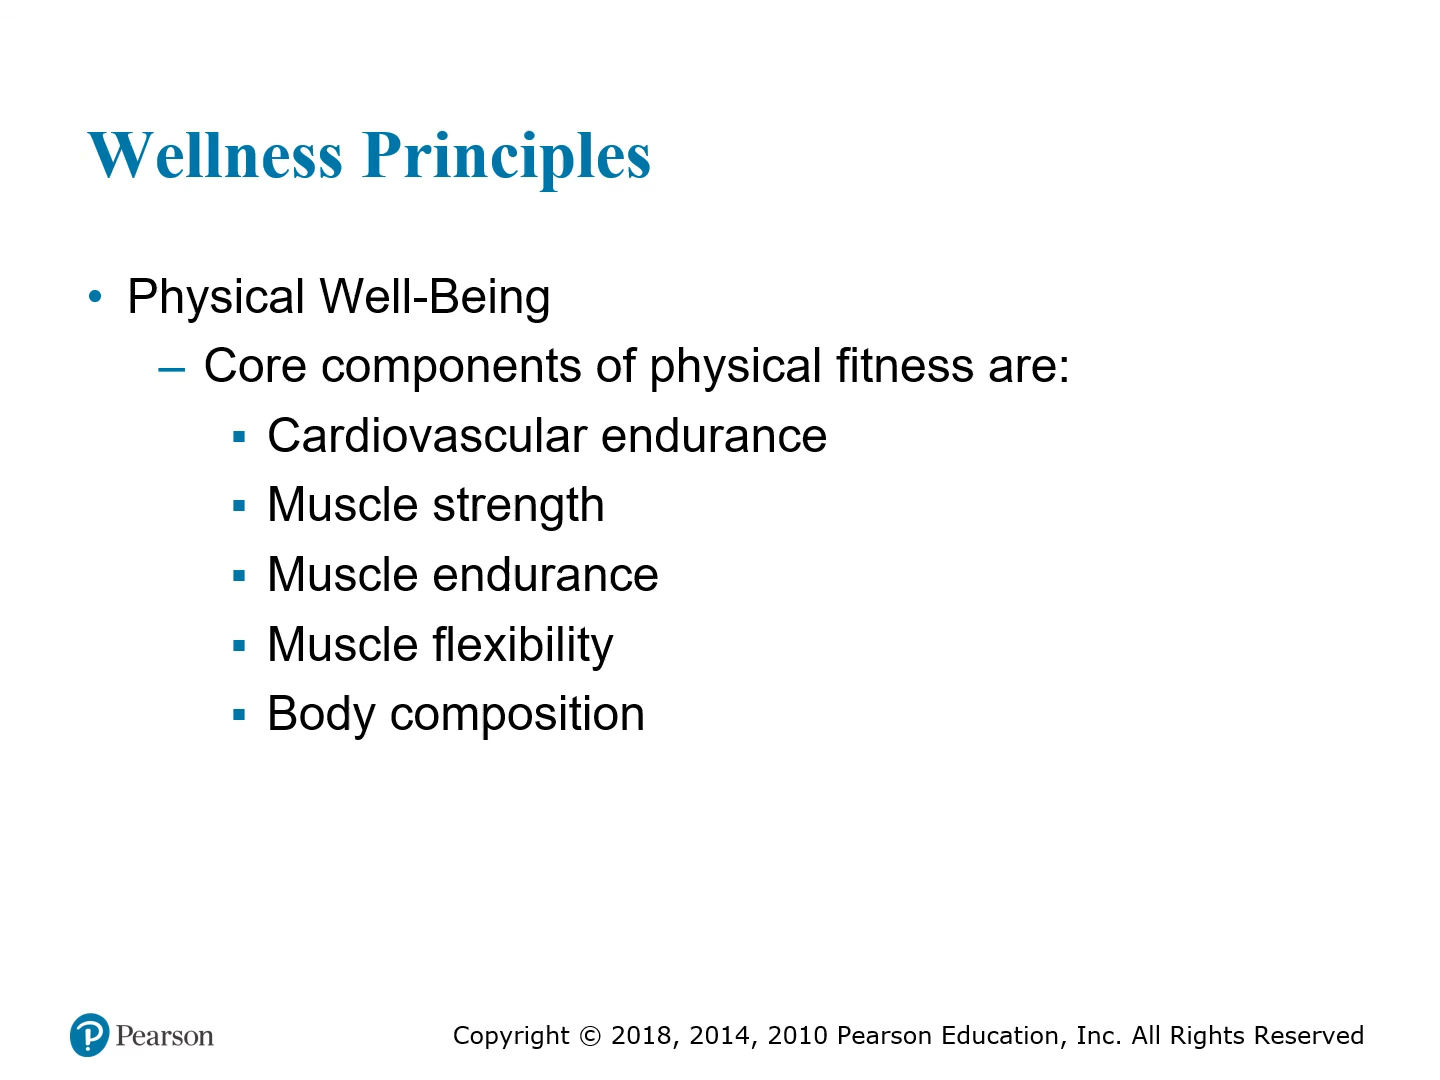 Wellness Principles
• Physical Well-Being
– Core components of physical fitness are:
▪ Cardiovascular endurance
▪ Muscle strength
▪ Muscle endurance
▪ Muscle flexibility
▪ Body composition
Pearson
Copyright © 2018, 2014, 2010 Pearson Education, Inc. All Rights Reserved